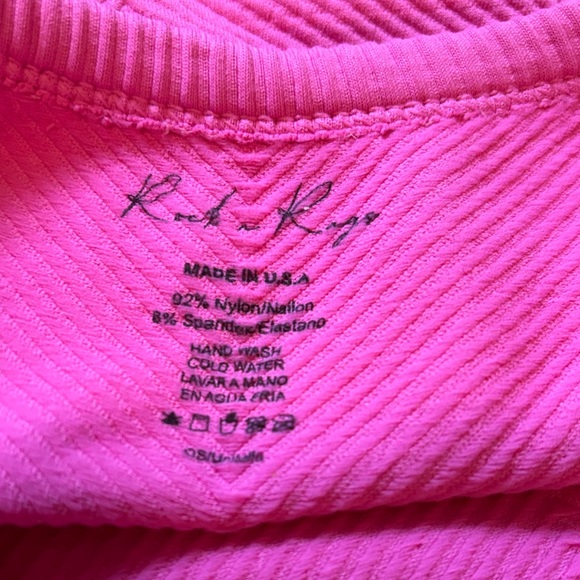 Rock n Rags
MADE IN U.S.A
92% Nylon/Nailon
8% Spandex/Elastano
HAND WASH
COLD WATER
LAVAR A MANO
EN AGUA FRIA